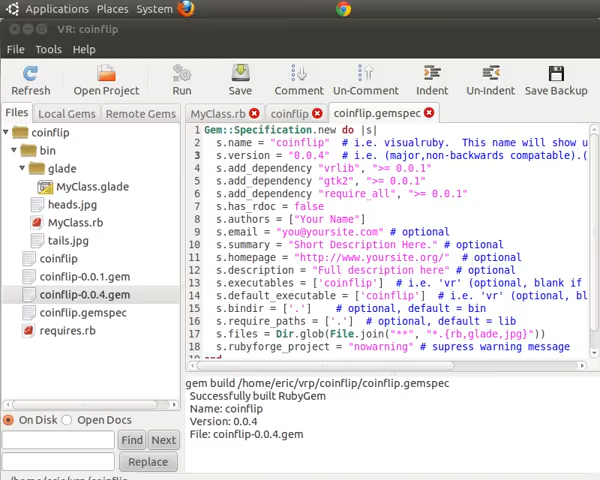 Applications Places System
VR: coinflip
File Tools Help
Refresh Open Project Run Save Comment Un-Comment Indent Un-Indent Save Backup
Files Local Gems Remote Gems
MyClass.rb coinflip coinflip.gemspec
coinflip
bin
glade
MyClass.glade
heads.jpg
MyClass.rb
tails.jpg
coinflip
coinflip-0.0.1.gem
coinflip-0.0.4.gem
coinflip.gemspec
requires.rb
1 Gem::Specification.new do |s|
2 s.name = "coinflip" # i.e. visualruby. This name will show u
3 s.version = "0.0.4" # i.e. (major,non-backwards compatable).(
4 s.add_dependency "vrlib", ">= 0.0.1"
5 s.add_dependency "gtk2", ">= 0.0.1"
6 s.add_dependency "require_all", ">= 0.0.1"
7 s.has_rdoc = false
8 s.authors = ["Your Name"]
9 s.email = "you@yoursite.com" # optional
10 s.summary = "Short Description Here." # optional
11 s.homepage = "http://www.yoursite.org/" # optional
12 s.description = "Full description here" # optional
13 s.executables = ['coinflip'] # i.e. 'vr' (optional, blank if
14 s.default_executable = ['coinflip'] # i.e. 'vr' (optional, bl
15 s.bindir = ['.'] # optional, default = bin
16 s.require_paths = ['.'] # optional, default = lib
17 s.files = Dir.glob(File.join("**", "*.{rb,glade,jpg}"))
18 s.rubyforge_project = "nowarning" # supress warning message
19 end
On Disk Open Docs
Find Next
Replace
gem build /home/eric/vrp/coinflip/coinflip.gemspec
Successfully built RubyGem
Name: coinflip
Version: 0.0.4
File: coinflip-0.0.4.gem
/home/eric/vrp/coinflip